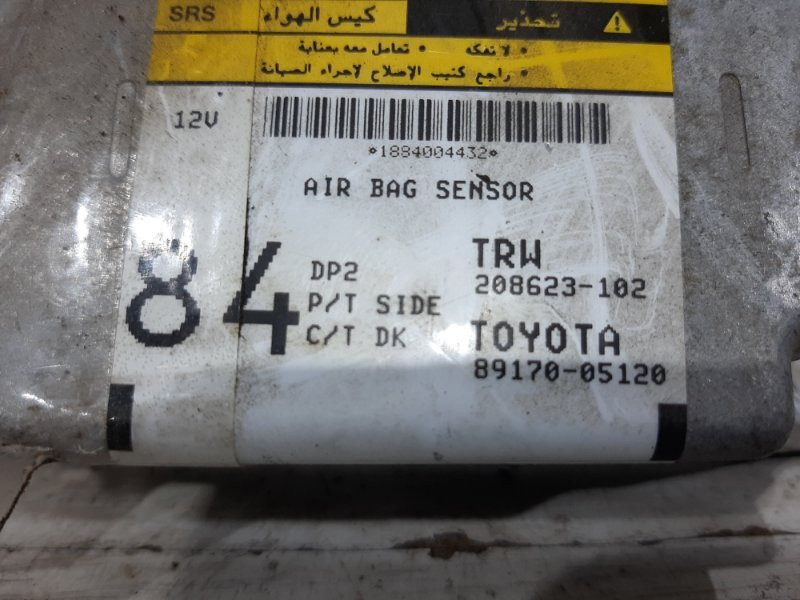 SRS كيس الهواء تحذير
• لا تفكه • تعامل معه بعناية
• راجع كتيب الإصلاح لاجراء الصيانة
12V
*1884004432*
AIR BAG SENSOR
84
DP2
P/T SIDE
C/T DK
TRW
208623-102
TOYOTA
89170-05120